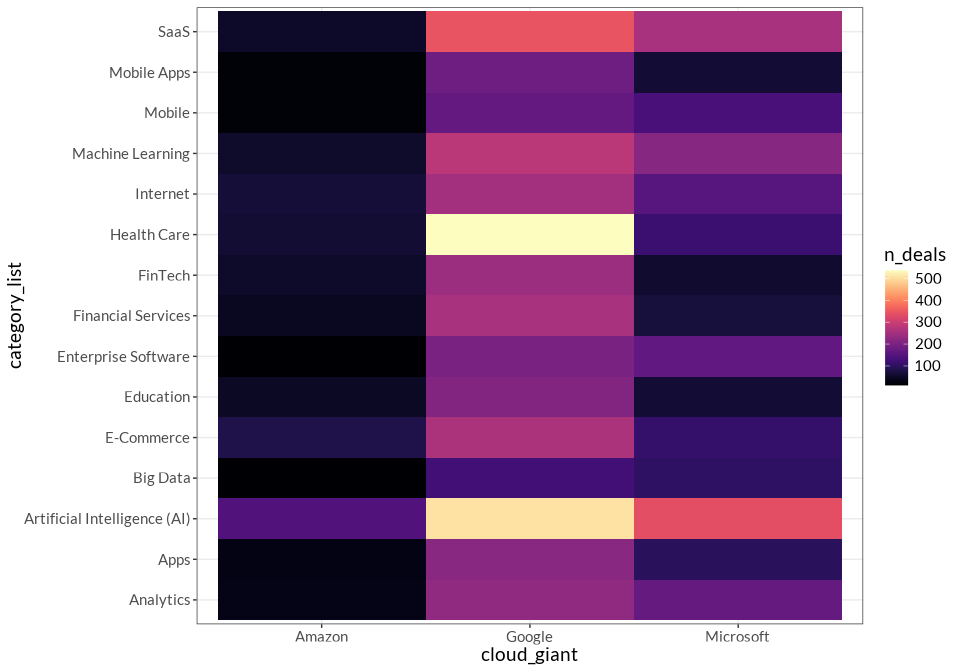 category_list
SaaS
Mobile Apps
Mobile
Machine Learning
Internet
Health Care
FinTech
Financial Services
Enterprise Software
Education
E-Commerce
Big Data
Artificial Intelligence (AI)
Apps
Analytics
Amazon Google Microsoft
cloud_giant
n_deals
500
400
300
200
100